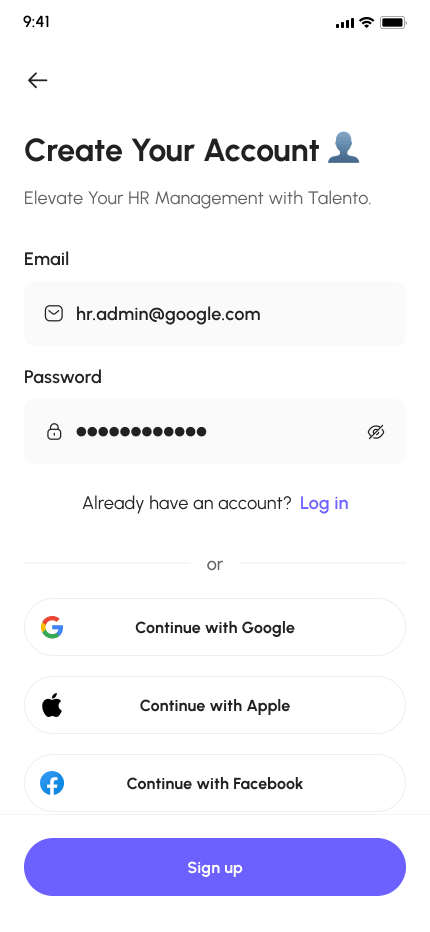 9:41
Create Your Account 👤
Elevate Your HR Management with Talento.
Email
hr.admin@google.com
Password
●●●●●●●●●●●●
Already have an account? Log in
or
Continue with Google
Continue with Apple
Continue with Facebook
Sign up